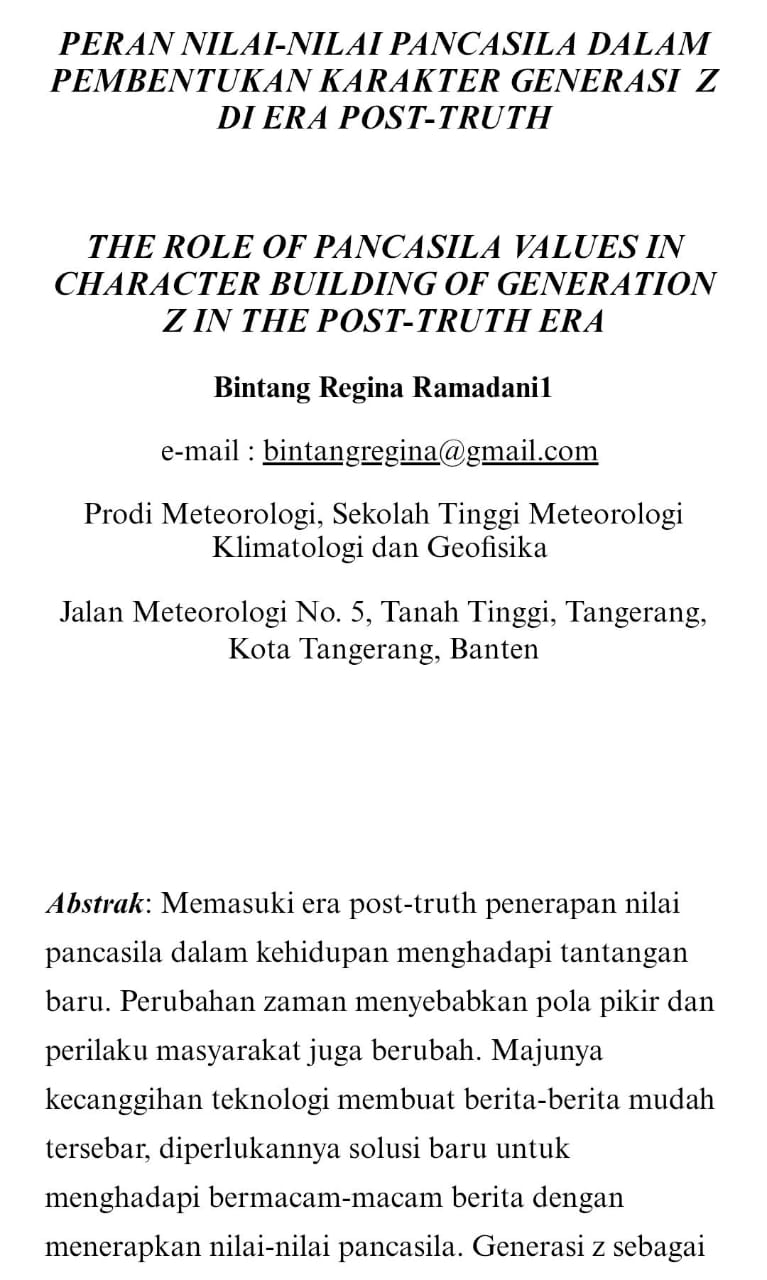 PERAN NILAI-NILAI PANCASILA DALAM
PEMBENTUKAN KARAKTER GENERASI Z
DI ERA POST-TRUTH
THE ROLE OF PANCASILA VALUES IN
CHARACTER BUILDING OF GENERATION
Z IN THE POST-TRUTH ERA
Bintang Regina Ramadani1
e-mail : bintangregina@gmail.com
Prodi Meteorologi, Sekolah Tinggi Meteorologi
Klimatologi dan Geofisika
Jalan Meteorologi No. 5, Tanah Tinggi, Tangerang,
Kota Tangerang, Banten
Abstrak: Memasuki era post-truth penerapan nilai
pancasila dalam kehidupan menghadapi tantangan
baru. Perubahan zaman menyebabkan pola pikir dan
perilaku masyarakat juga berubah. Majunya
kecanggihan teknologi membuat berita-berita mudah
tersebar, diperlukannya solusi baru untuk
menghadapi bermacam-macam berita dengan
menerapkan nilai-nilai pancasila. Generasi z sebagai